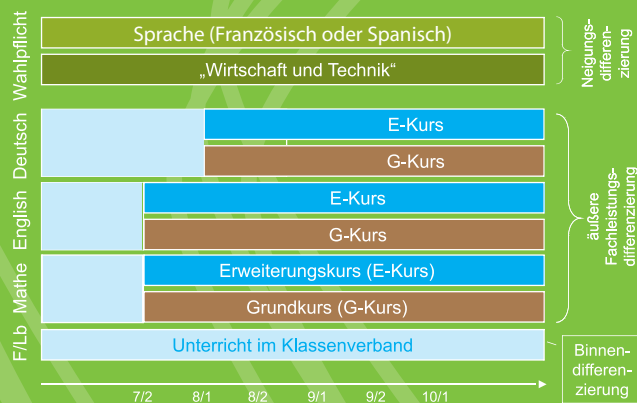 Wahlpflicht
Sprache (Französisch oder Spanisch)
„Wirtschaft und Technik“
Neigungs-
differen-
zierung
Deutsch
E-Kurs
G-Kurs
English
E-Kurs
G-Kurs
Mathe
Erweiterungskurs (E-Kurs)
Grundkurs (G-Kurs)
äußere
Fachleistungs-
differenzierung
F/Lb
Unterricht im Klassenverband
Binnen-
differen-
zierung
7/2 8/1 8/2 9/1 9/2 10/1